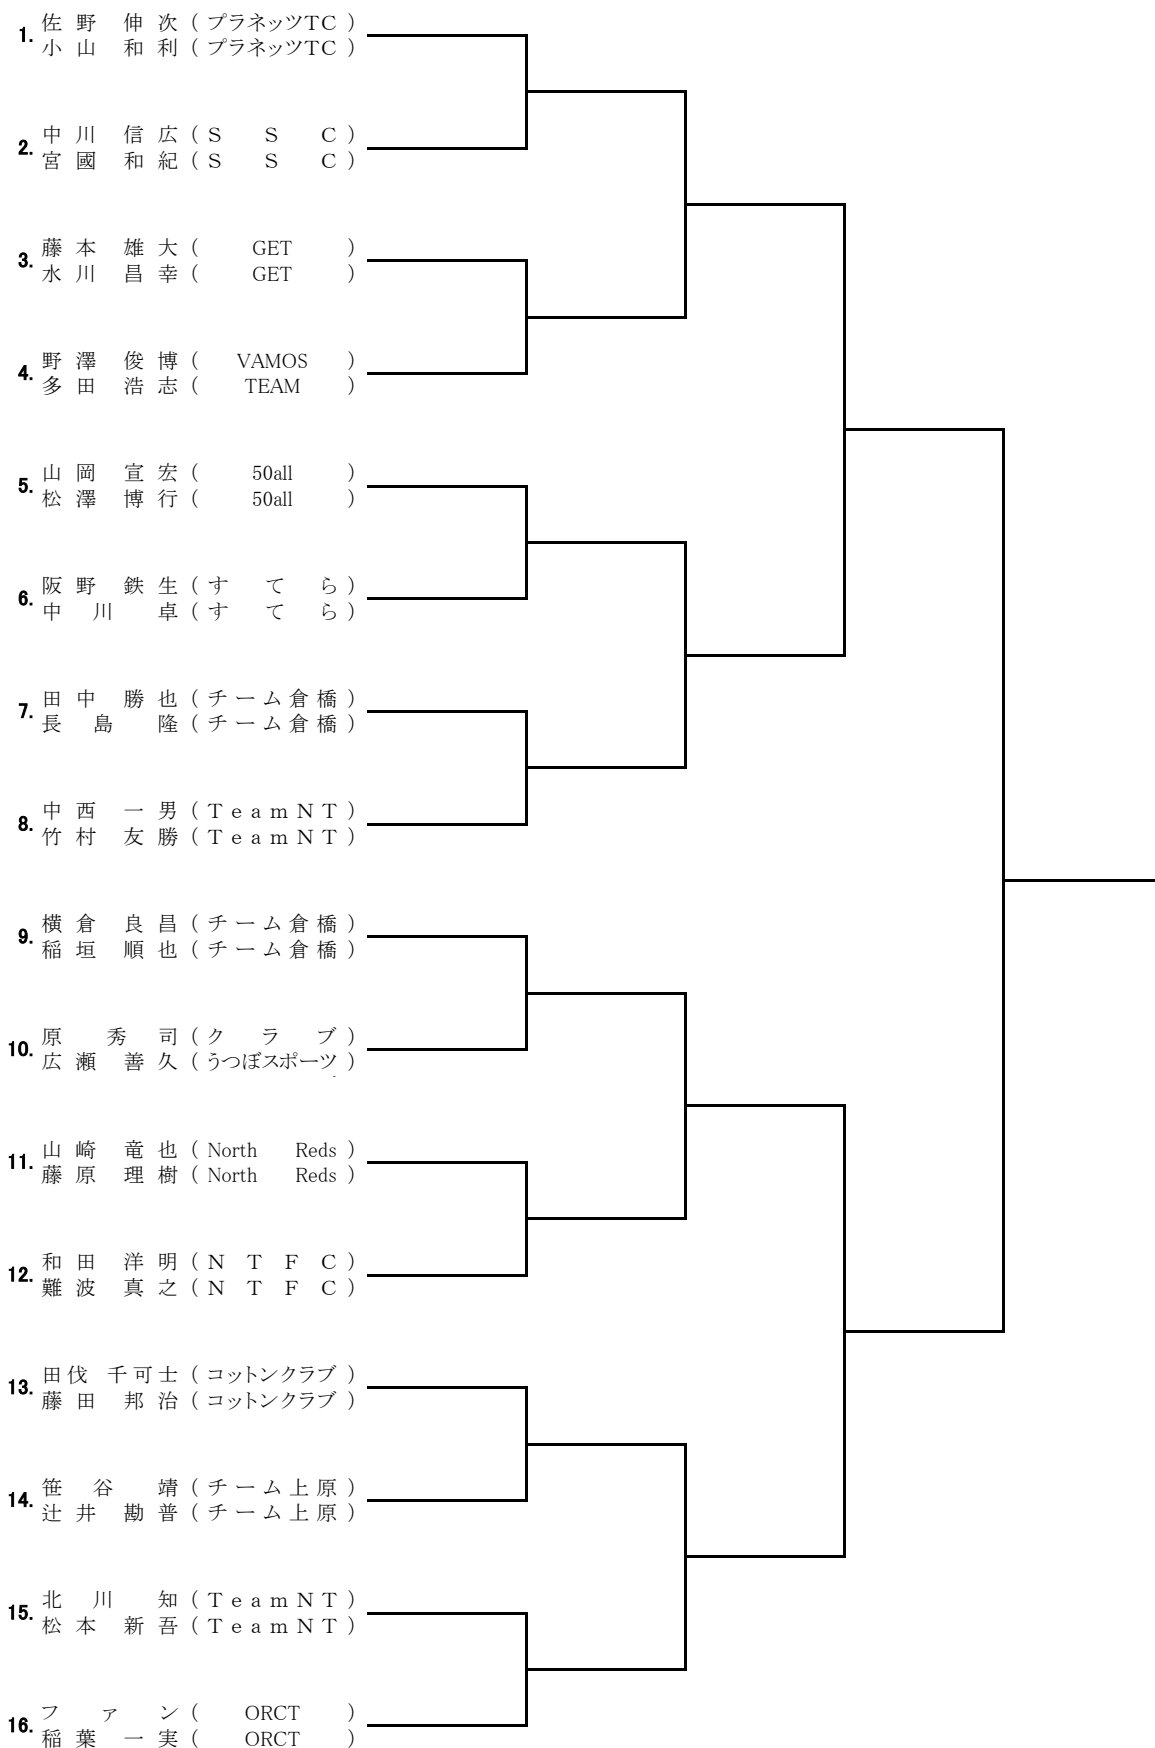 1. 佐野 伸次 (プラネッツTC)
小山 和利 (プラネッツTC)
2. 中川 信広 (S S C)
宮國 和紀 (S S C)
3. 藤本 雄大 (GET)
水川 昌幸 (GET)
4. 野澤 俊博 (VAMOS)
多田 浩志 (TEAM)
5. 山岡 宣宏 (50all)
松澤 博行 (50all)
6. 阪野 鉄生 (すてら)
中川 卓 (すてら)
7. 田中 勝也 (チーム倉橋)
長島 隆 (チーム倉橋)
8. 中西 一男 (TeamNT)
竹村 友勝 (TeamNT)
9. 横倉 良昌 (チーム倉橋)
稲垣 順也 (チーム倉橋)
10. 原 秀司 (クラブ)
広瀬 善久 (うつぼスポーツ)
11. 山崎 竜也 (North Reds)
藤原 理樹 (North Reds)
12. 和田 洋明 (N T F C)
難波 真之 (N T F C)
13. 田伐 千可士 (コットンクラブ)
藤田 邦治 (コットンクラブ)
14. 笹谷 靖 (チーム上原)
辻井 勘普 (チーム上原)
15. 北川 知 (TeamNT)
松本 新吾 (TeamNT)
16. ファン (ORCT)
稲葉 一実 (ORCT)